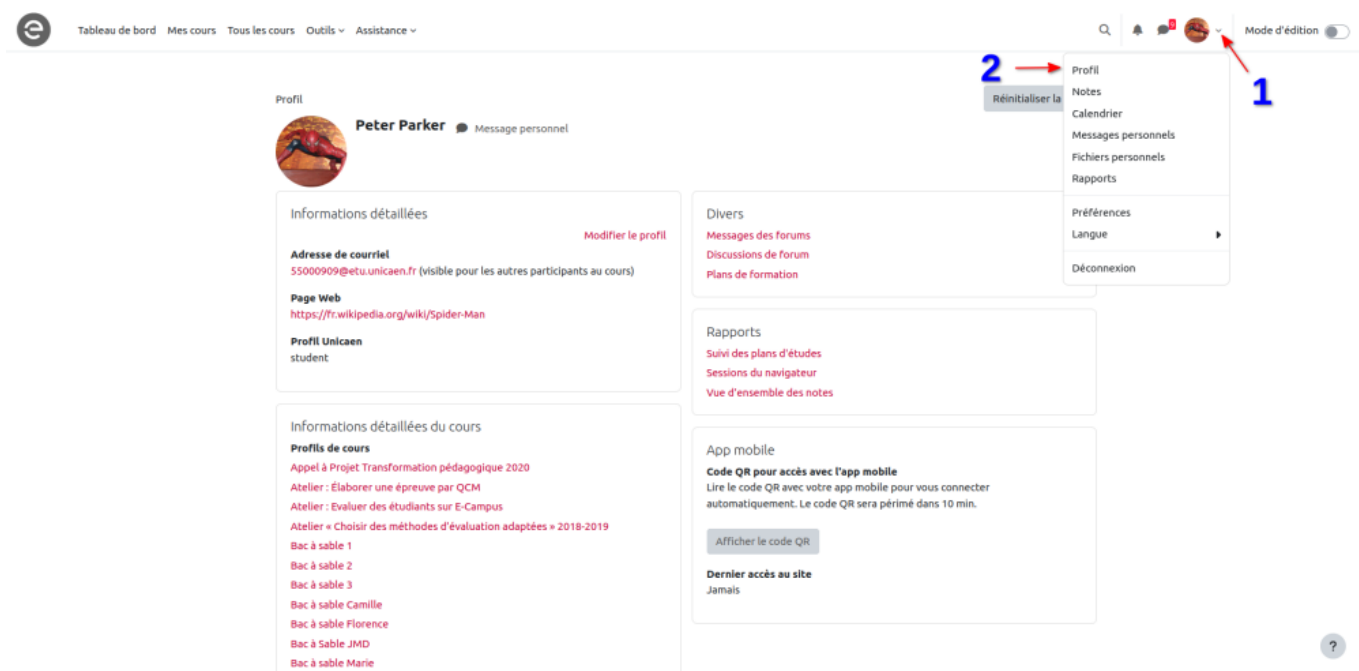 e
Tableau de bord Mes cours Tous les cours Outils Assistance
9
Mode d'édition
1
2
Profil
Notes
Calendrier
Messages personnels
Fichiers personnels
Rapports
Préférences
Langue
Déconnexion
Profil
Réinitialiser la
Peter Parker Message personnel
Informations détaillées
Modifier le profil
Adresse de courriel
55000909@etu.unicaen.fr (visible pour les autres participants au cours)
Page Web
https://fr.wikipedia.org/wiki/Spider-Man
Profil Unicaen
student
Informations détaillées du cours
Profils de cours
Appel à Projet Transformation pédagogique 2020
Atelier : Élaborer une épreuve par QCM
Atelier : Evaluer des étudiants sur E-Campus
Atelier « Choisir des méthodes d'évaluation adaptées » 2018-2019
Bac à sable 1
Bac à sable 2
Bac à sable 3
Bac à sable Camille
Bac à sable Florence
Bac à Sable JMD
Bac à sable Marie
Divers
Messages des forums
Discussions de forum
Plans de formation
Rapports
Suivi des plans d'études
Sessions du navigateur
Vue d'ensemble des notes
App mobile
Code QR pour accès avec l'app mobile
Lire le code QR avec votre app mobile pour vous connecter
automatiquement. Le code QR sera périmé dans 10 min.
Afficher le code QR
Dernier accès au site
Jamais
?